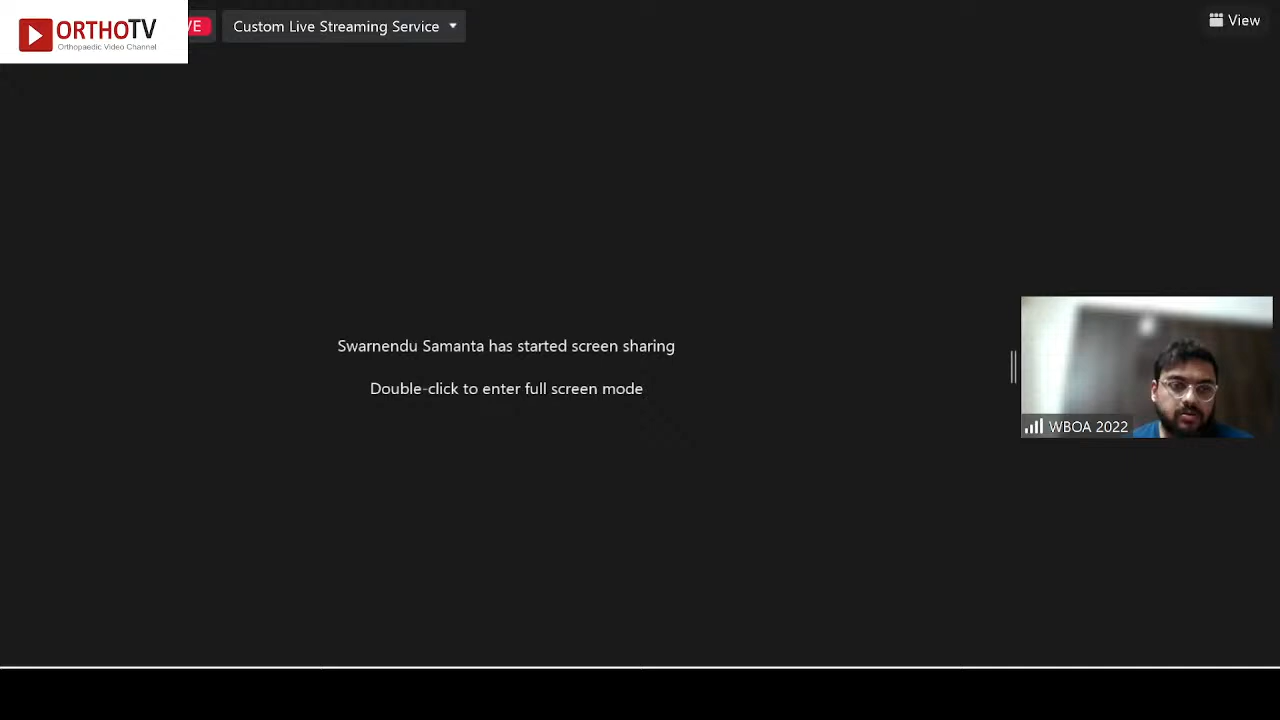 ORTHOTV
Orthopaedic Video Channel
VE
Custom Live Streaming Service
View
Swarnendu Samanta has started screen sharing
Double-click to enter full screen mode
WBOA 2022